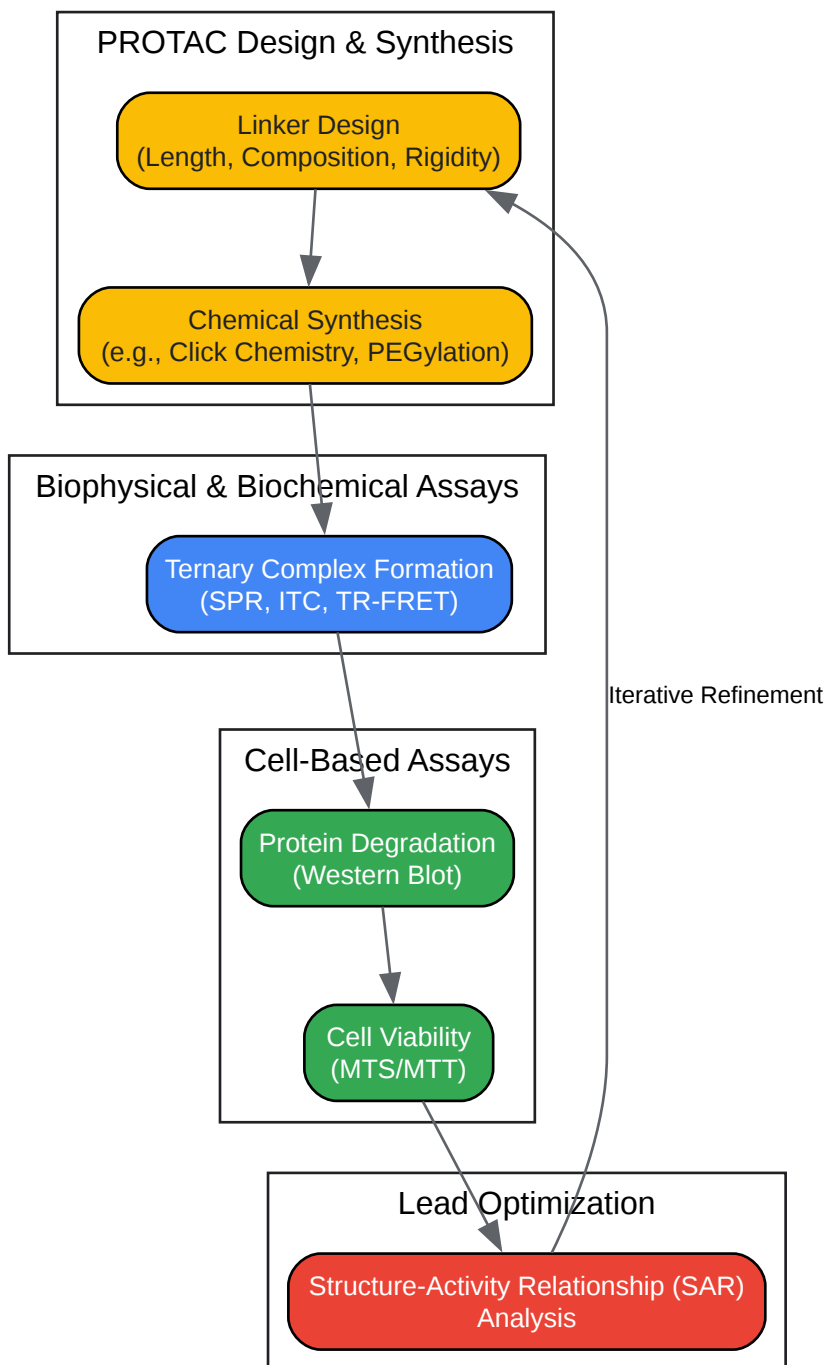 PROTAC Design & Synthesis
Linker Design
(Length, Composition, Rigidity)
Chemical Synthesis
(e.g., Click Chemistry, PEGylation)
Biophysical & Biochemical Assays
Ternary Complex Formation
(SPR, ITC, TR-FRET)
Iterative Refinement
Cell-Based Assays
Protein Degradation
(Western Blot)
Cell Viability
(MTS/MTT)
Lead Optimization
Structure-Activity Relationship (SAR)
Analysis